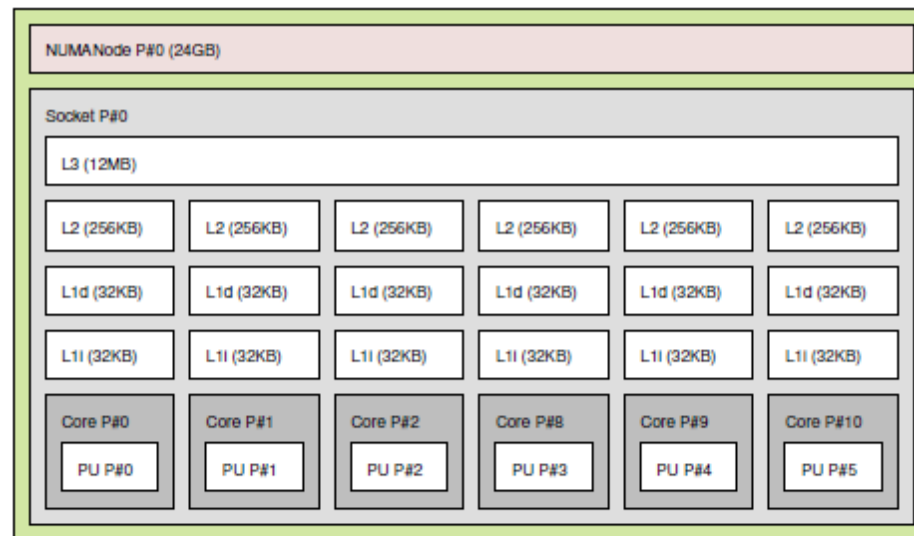 NUMANode P#0 (24GB)
Socket P#0
L3 (12MB)
L2 (256KB) L2 (256KB) L2 (256KB) L2 (256KB) L2 (256KB) L2 (256KB)
L1d (32KB) L1d (32KB) L1d (32KB) L1d (32KB) L1d (32KB) L1d (32KB)
L1i (32KB) L1i (32KB) L1i (32KB) L1i (32KB) L1i (32KB) L1i (32KB)
Core P#0 Core P#1 Core P#2 Core P#8 Core P#9 Core P#10
PU P#0 PU P#1 PU P#2 PU P#3 PU P#4 PU P#5